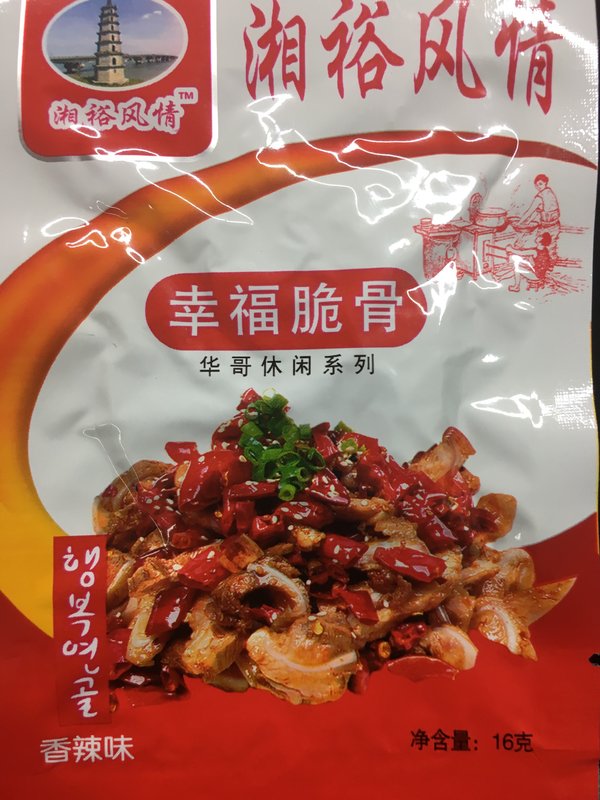 湘裕风情
湘裕风情™
幸福脆骨
华哥休闲系列
행복연골
香辣味
净含量：16克